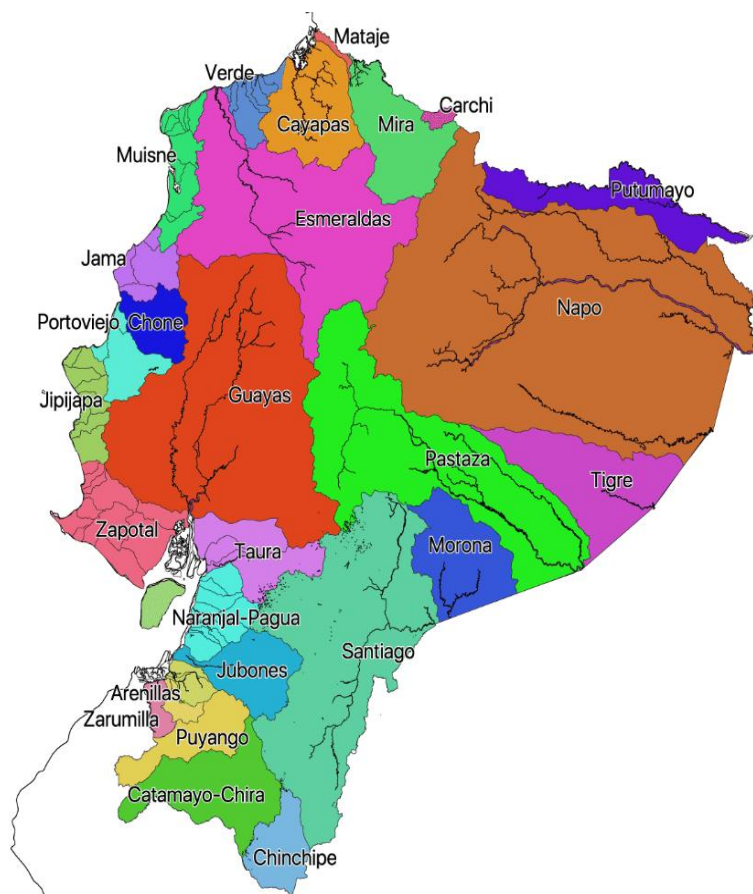 Mataje
Verde
Carchi
Cayapas
Mira
Muisne
Putumayo
Esmeraldas
Jama
Napo
Portoviejo
Chone
Jipijapa
Guayas
Pastaza
Tigre
Zapotal
Taura
Morona
Naranjal-Pagua
Santiago
Jubones
Arenillas
Zarumilla
Puyango
Catamayo-Chira
Chinchipe